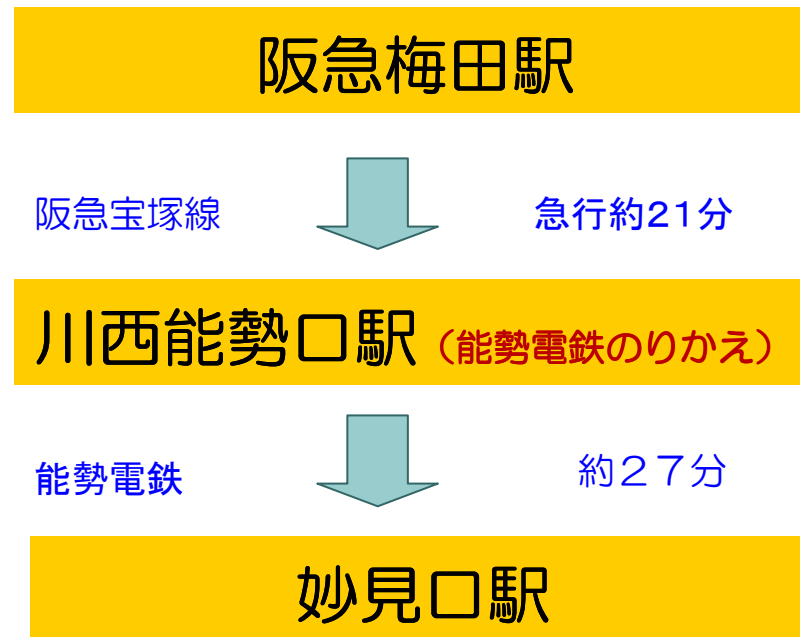 阪急梅田駅
阪急宝塚線 急行約21分
川西能勢口駅（能勢電鉄のりかえ）
能勢電鉄 約２７分
妙見口駅